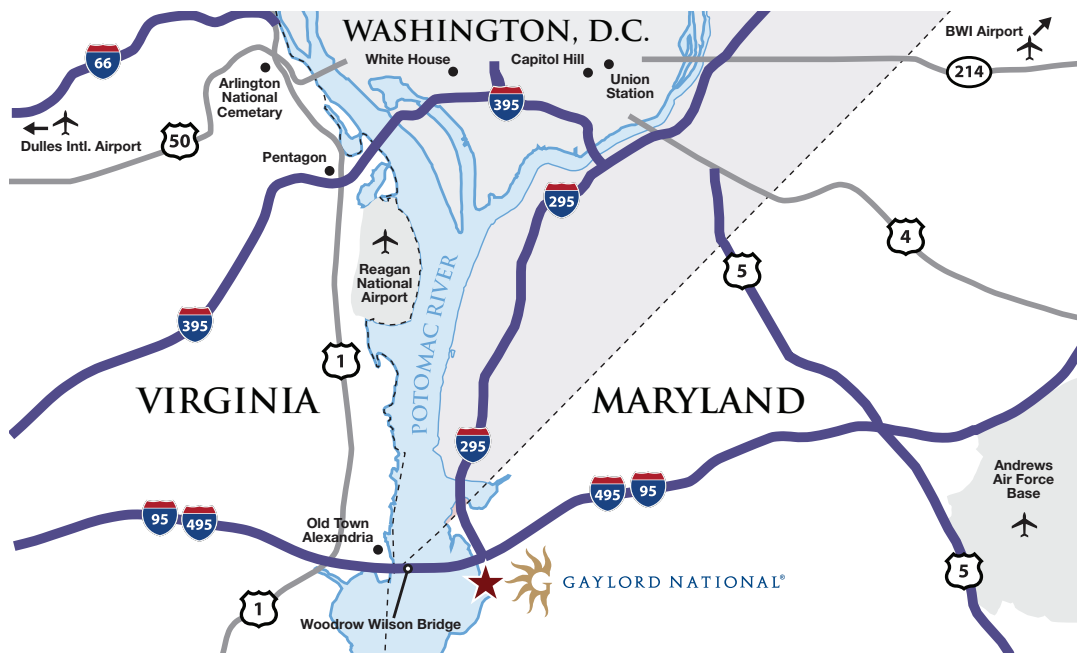 WASHINGTON, D.C.
BWI Airport
White House
Capitol Hill
Union
Station
66
Arlington
National
Cemetery
395
214
Dulles Intl. Airport
50
Pentagon
295
4
Reagan
National
Airport
5
395
1
POTOMAC RIVER
VIRGINIA
MARYLAND
295
Andrews
Air Force
Base
495
95
95
495
Old Town
Alexandria
5
GAYLORD NATIONAL®
1
Woodrow Wilson Bridge